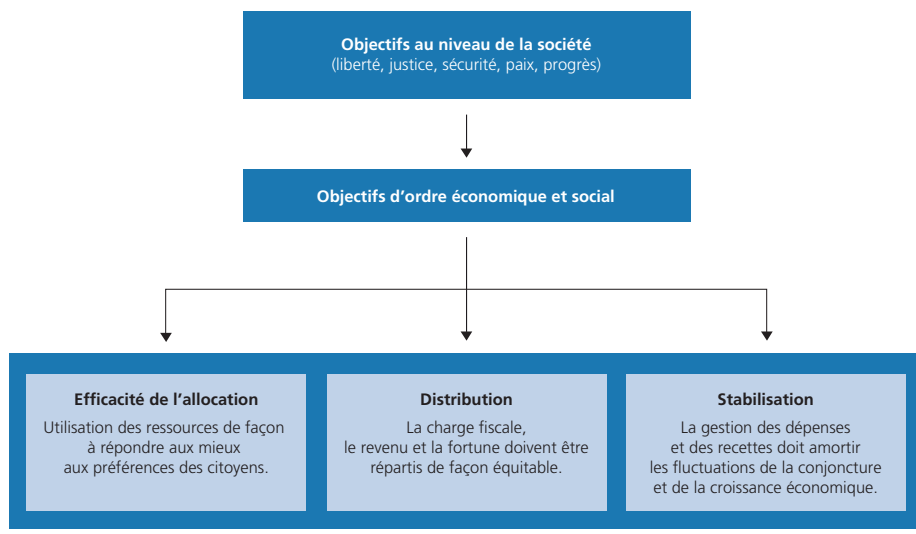 Objectifs au niveau de la société
(liberté, justice, sécurité, paix, progrès)
Objectifs d'ordre économique et social
Efficacité de l'allocation
Utilisation des ressources de façon
à répondre aux mieux
aux préférences des citoyens.
Distribution
La charge fiscale,
le revenu et la fortune doivent être
répartis de façon équitable.
Stabilisation
La gestion des dépenses
et des recettes doit amortir
les fluctuations de la conjoncture
et de la croissance économique.